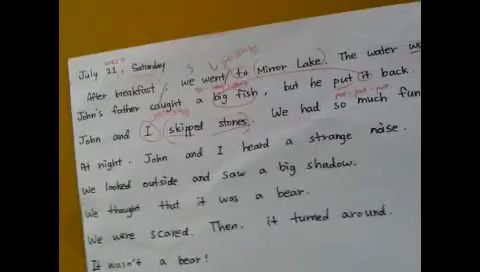 July 21, Saturday
After breakfast, we went to Mirror Lake. The water
John's father caught a big fish, but he put it back.
John and I skipped stones. We had so much fun
At night. John and I heard a strange noise.
We looked outside and saw a big shadow.
We thought that it was a bear.
We were scared. Then. it turned around.
It wasn't a bear!